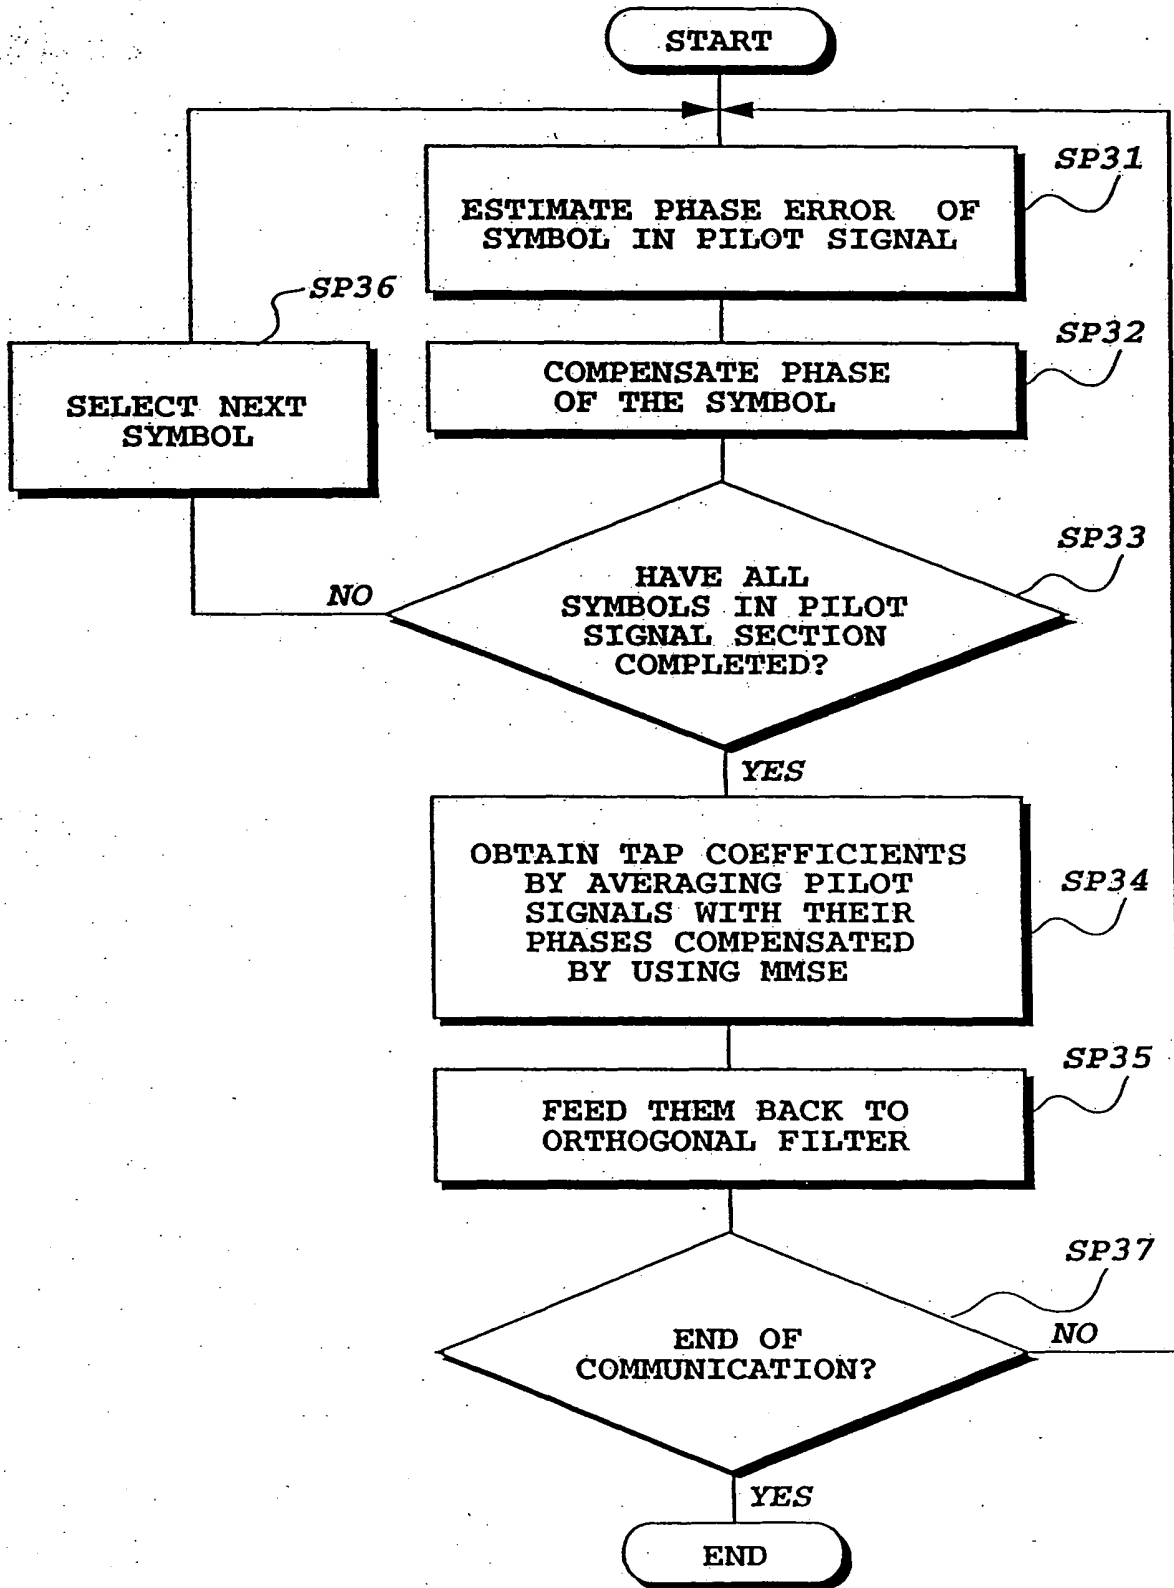 START
SP31
ESTIMATE PHASE ERROR OF
SYMBOL IN PILOT SIGNAL
SP36
SP32
SELECT NEXT
SYMBOL
COMPENSATE PHASE
OF THE SYMBOL
SP33
NO
HAVE ALL
SYMBOLS IN PILOT
SIGNAL SECTION
COMPLETED?
YES
OBTAIN TAP COEFFICIENTS
BY AVERAGING PILOT
SIGNALS WITH THEIR
PHASES COMPENSATED
BY USING MMSE
SP34
SP35
FEED THEM BACK TO
ORTHOGONAL FILTER
SP37
NO
END OF
COMMUNICATION?
YES
END